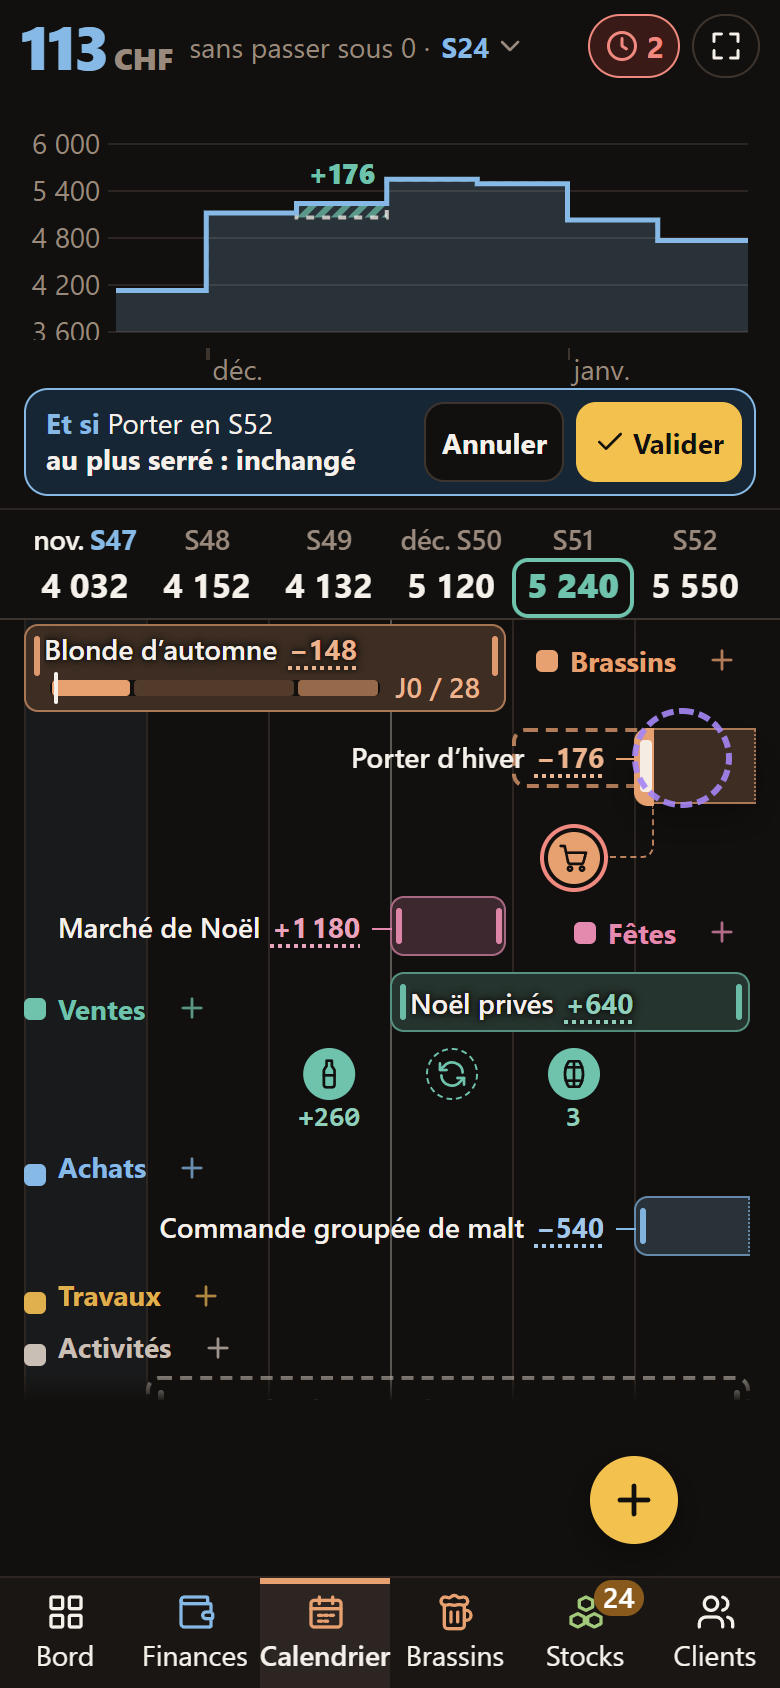 113 CHF sans passer sous 0 · S24
2
6 000
+176
5 400
4 800
4 200
3 600
déc. janv.
Et si Porter en S52
au plus serré : inchangé
Annuler
Valider
nov. S47 S48 S49 déc. S50 S51 S52
4 032 4 152 4 132 5 120 5 240 5 550
Blonde d’automne −148
J0 / 28
Brassins +
Porter d’hiver −176
Marché de Noël +1 180
Fêtes +
Ventes +
Noël privés +640
+260 3
Achats +
Commande groupée de malt −540
Travaux +
Activités +
+
24
Bord Finances Calendrier Brassins Stocks Clients